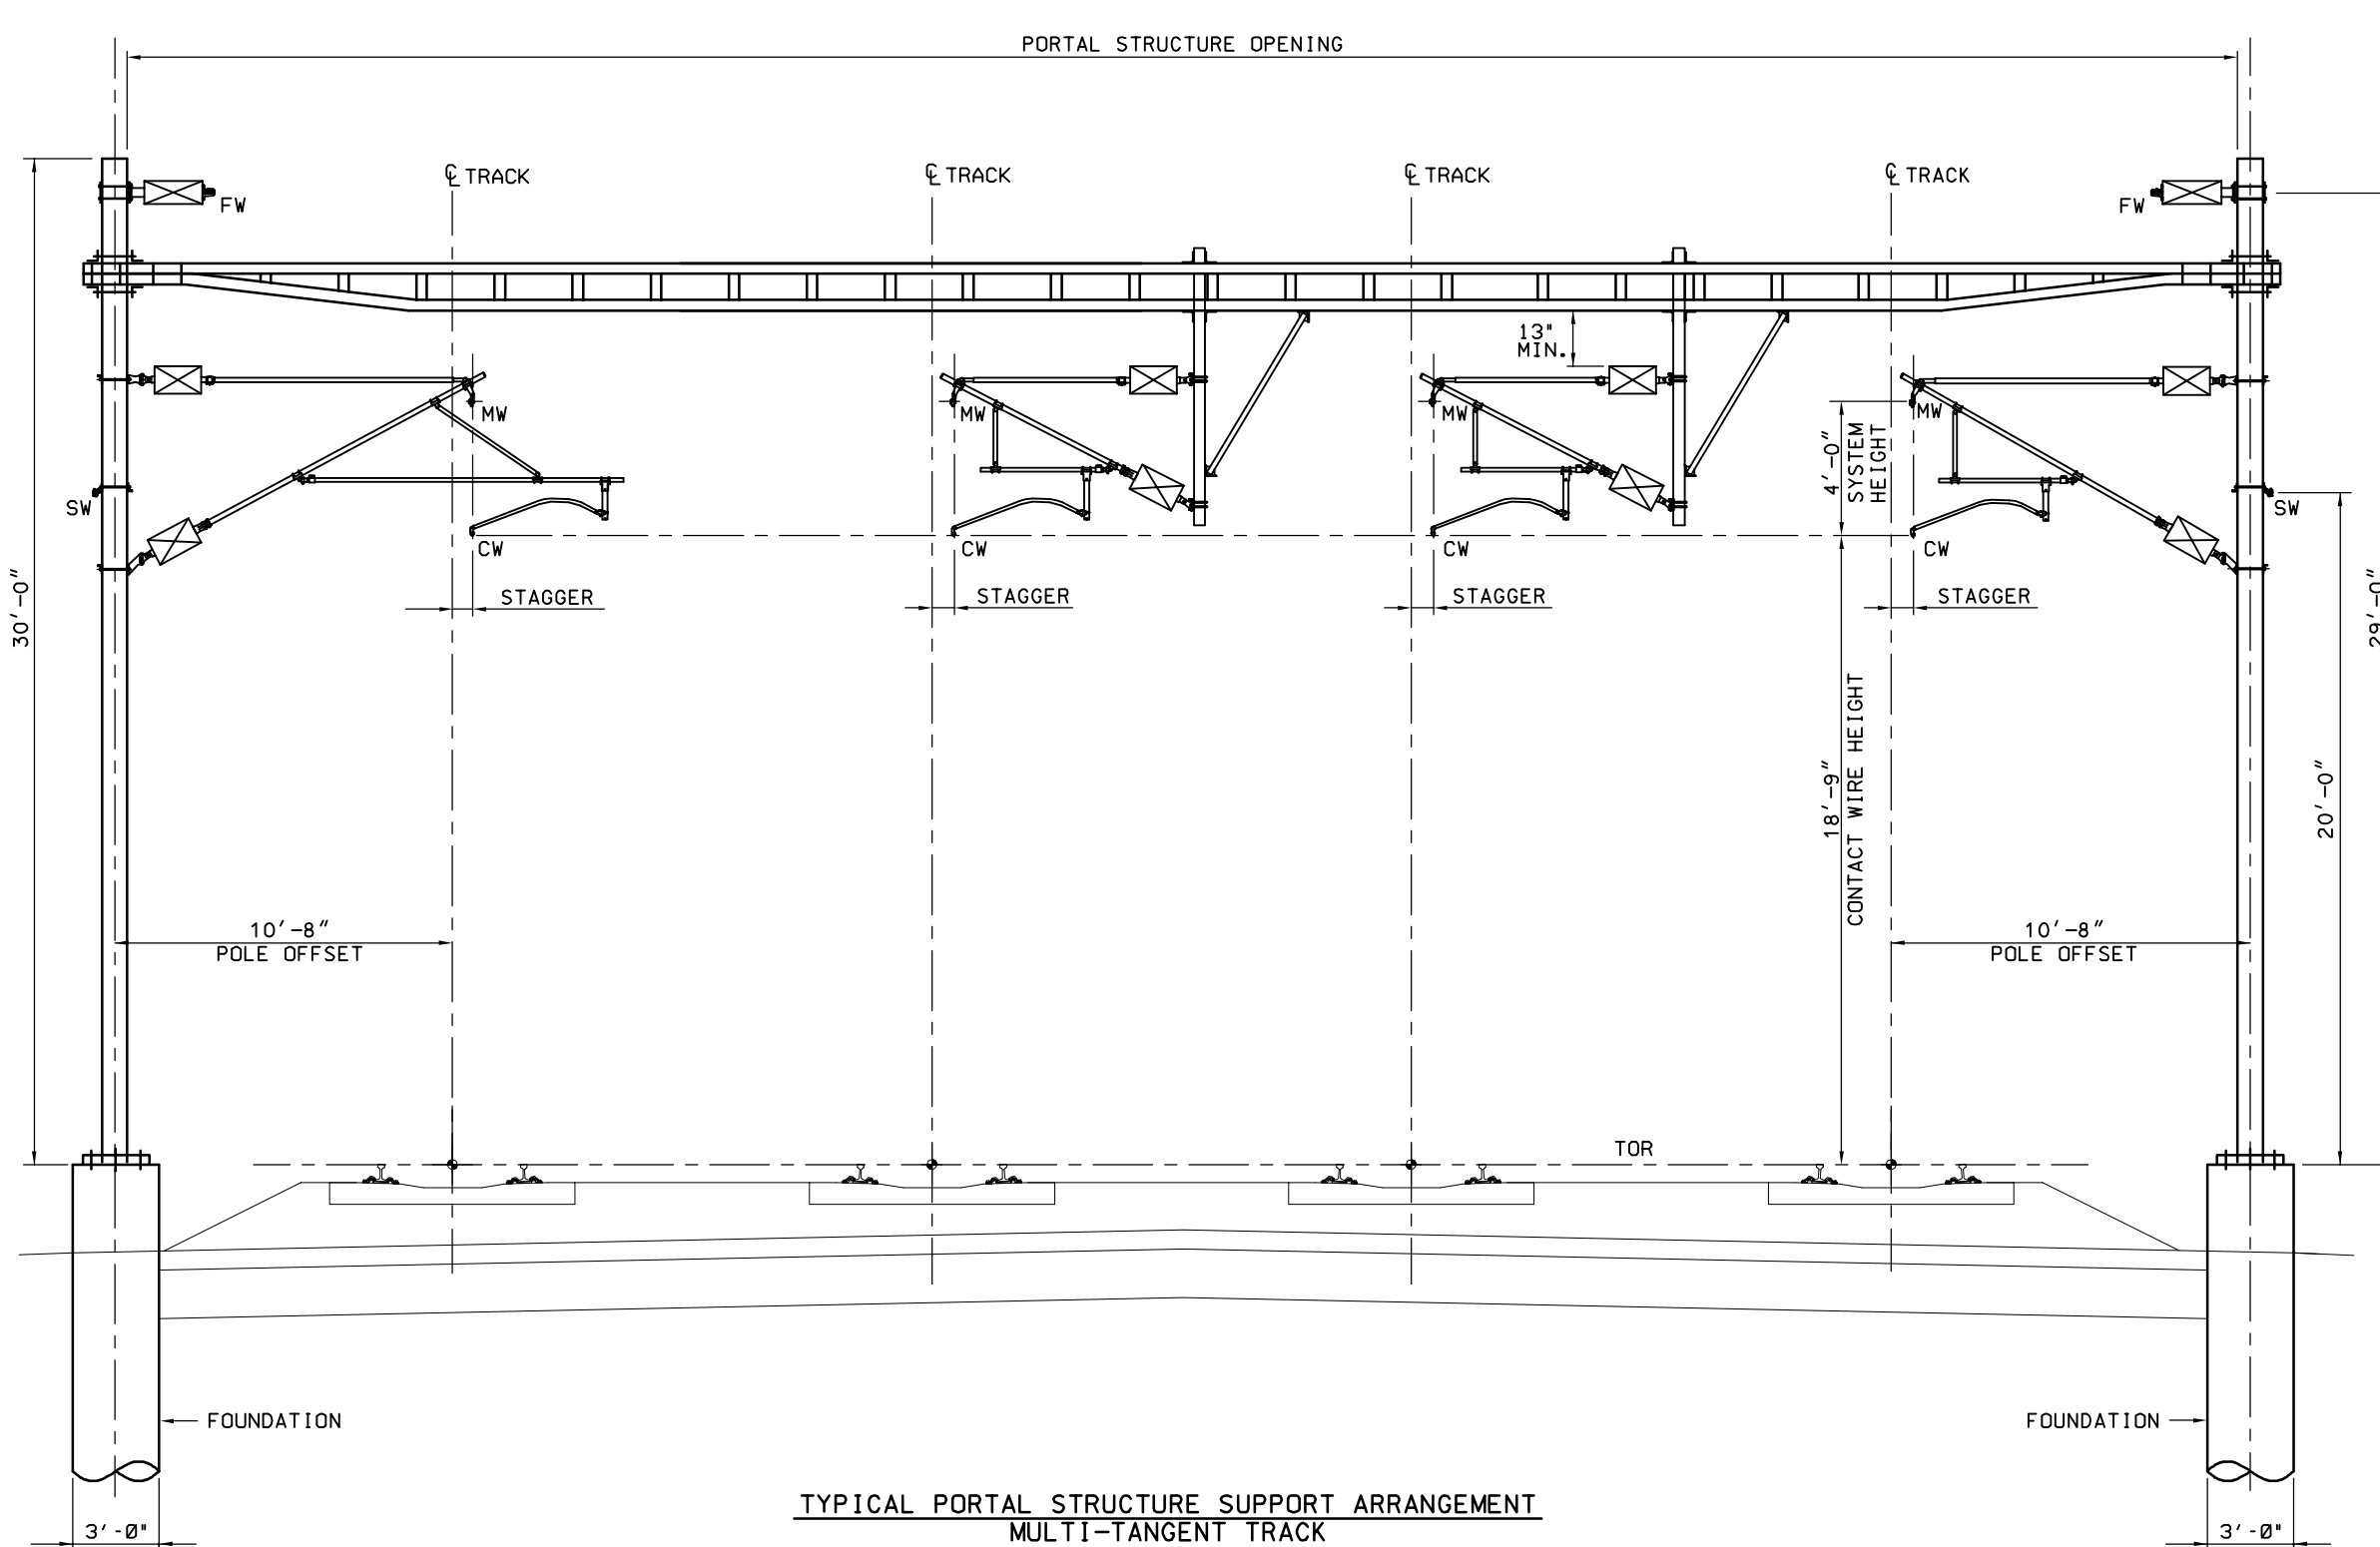 PORTAL STRUCTURE OPENING
℄ TRACK
℄ TRACK
℄ TRACK
℄ TRACK
FW
FW
13"
MIN.
MW
MW
MW
MW
4'-0"
SYSTEM
HEIGHT
SW
SW
CW
CW
CW
CW
STAGGER
STAGGER
STAGGER
STAGGER
30'-0"
29'-0"
18'-9"
CONTACT WIRE HEIGHT
20'-0"
10'-8"
POLE OFFSET
10'-8"
POLE OFFSET
TOR
FOUNDATION
FOUNDATION
TYPICAL PORTAL STRUCTURE SUPPORT ARRANGEMENT
MULTI-TANGENT TRACK
3'-0"
3'-0"